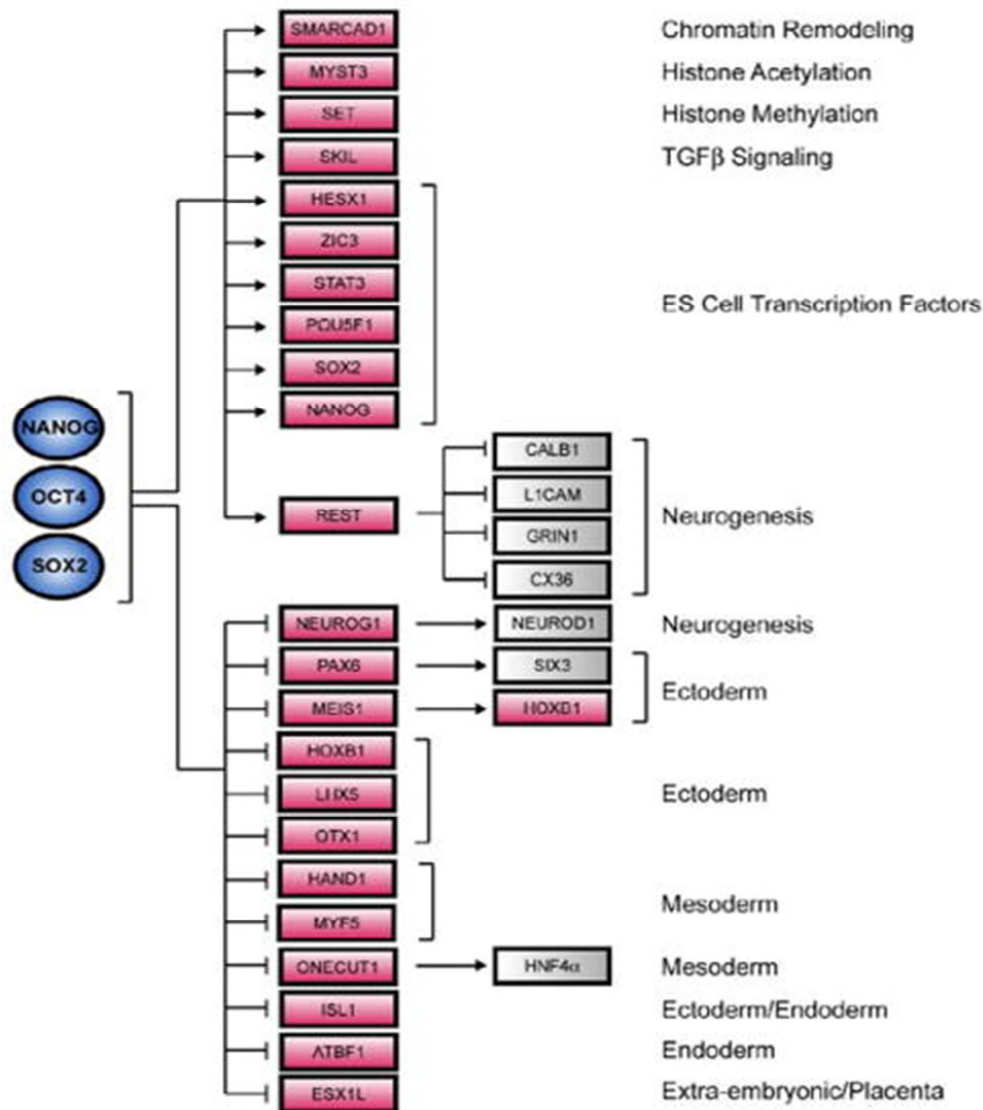 SMARCAD1 Chromatin Remodeling
MYST3 Histone Acetylation
SET Histone Methylation
SKIL TGFβ Signaling
HESX1
ZIC3
STAT3
ES Cell Transcription Factors
POU5F1
SOX2
NANOG
NANOG
OCT4
SOX2
CALB1
L1CAM
REST
Neurogenesis
GRIN1
CX36
NEUROG1 NEUROD1 Neurogenesis
PAX6 SIX3
Ectoderm
MEIS1 HOXB1
HOXB1
LHX5 Ectoderm
OTX1
HAND1
Mesoderm
MYF5
ONECUT1 HNF4α Mesoderm
ISL1 Ectoderm/Endoderm
ATBF1 Endoderm
ESX1L Extra-embryonic/Placenta